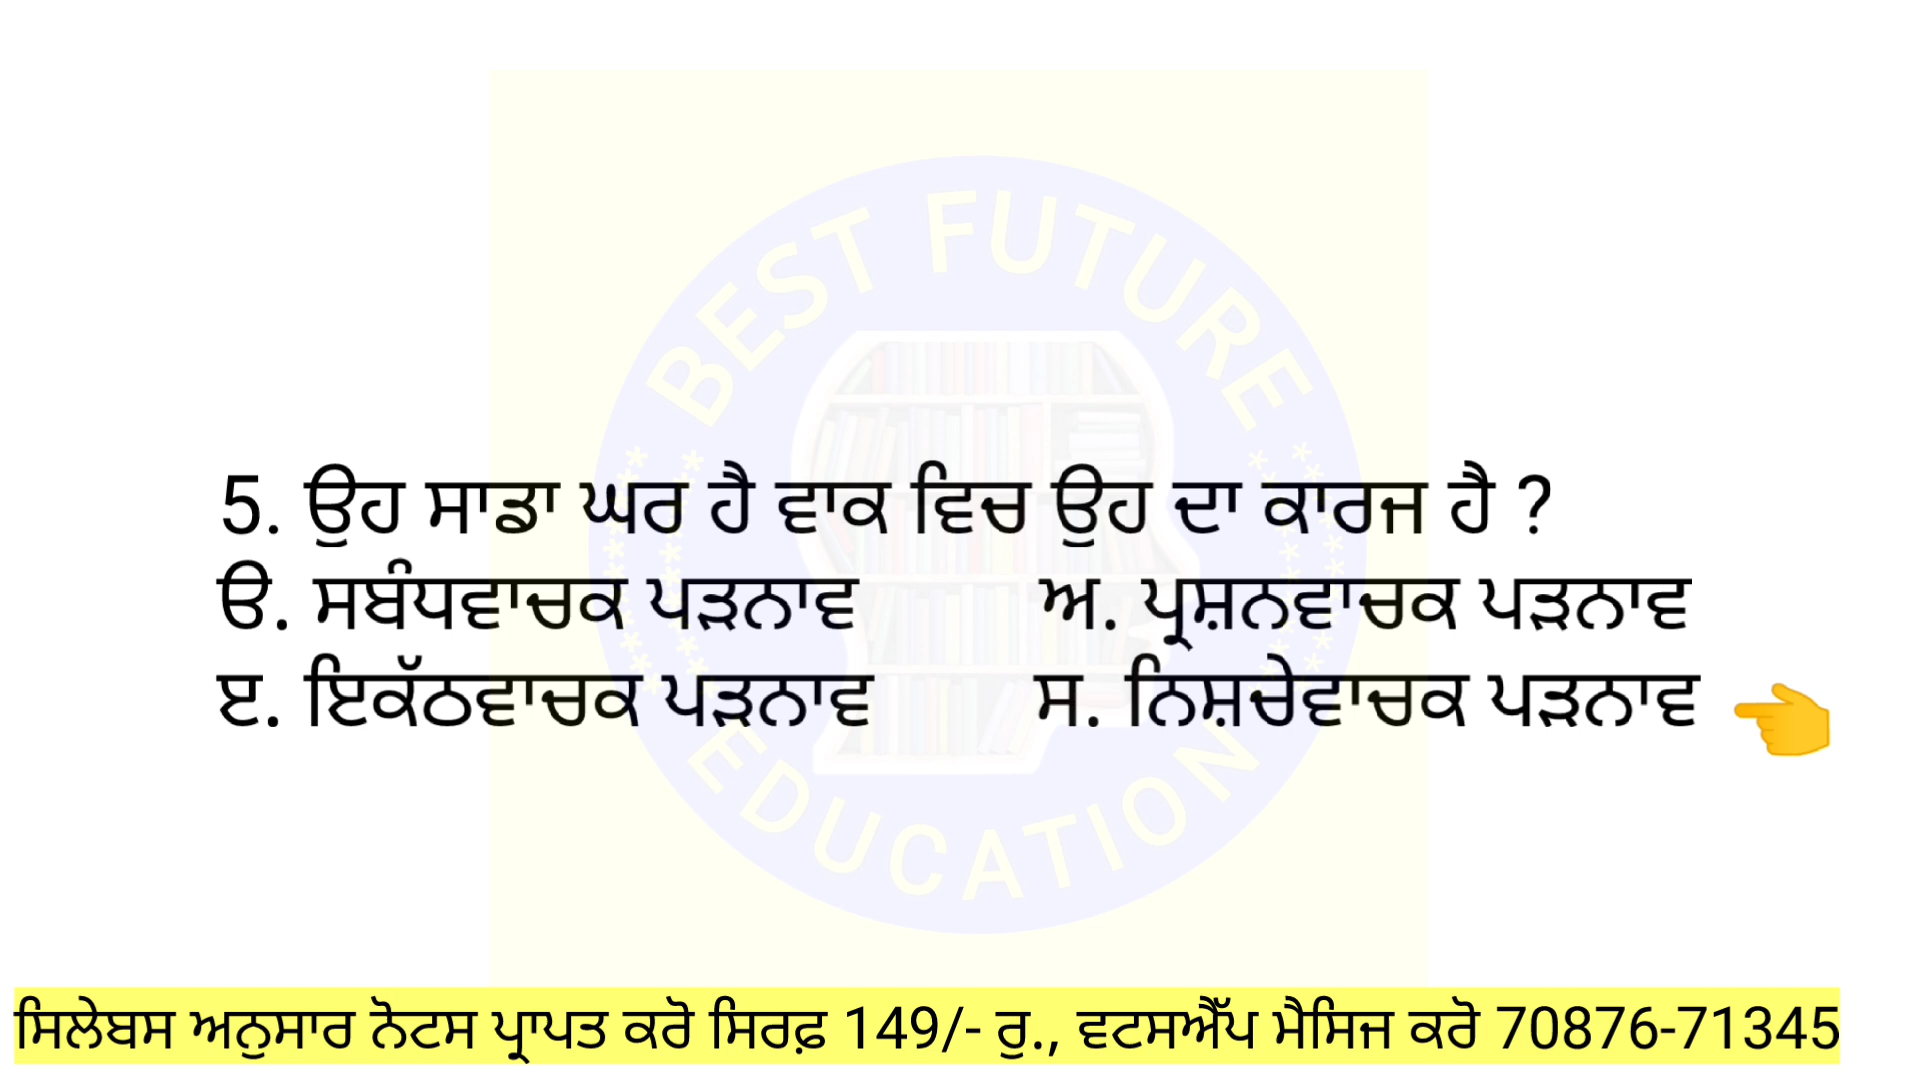 BEST FUTURE
5. ਉਹ ਸਾਡਾ ਘਰ ਹੈ ਵਾਕ ਵਿਚ ਉਹ ਦਾ ਕਾਰਜ ਹੈ ?
ੳ. ਸਬੰਧਵਾਚਕ ਪੜਨਾਵ ਅ. ਪ੍ਰਸ਼ਨਵਾਚਕ ਪੜਨਾਵ
ੲ. ਇਕੱਠਵਾਚਕ ਪੜਨਾਵ ਸ. ਨਿਸ਼ਚੇਵਾਚਕ ਪੜਨਾਵ
EDUCATION
ਸਿਲੇਬਸ ਅਨੁਸਾਰ ਨੋਟਸ ਪ੍ਰਾਪਤ ਕਰੋ ਸਿਰਫ਼ 149/- ਰੁ., ਵਟਸਐੱਪ ਮੈਸਿਜ ਕਰੋ 70876-71345